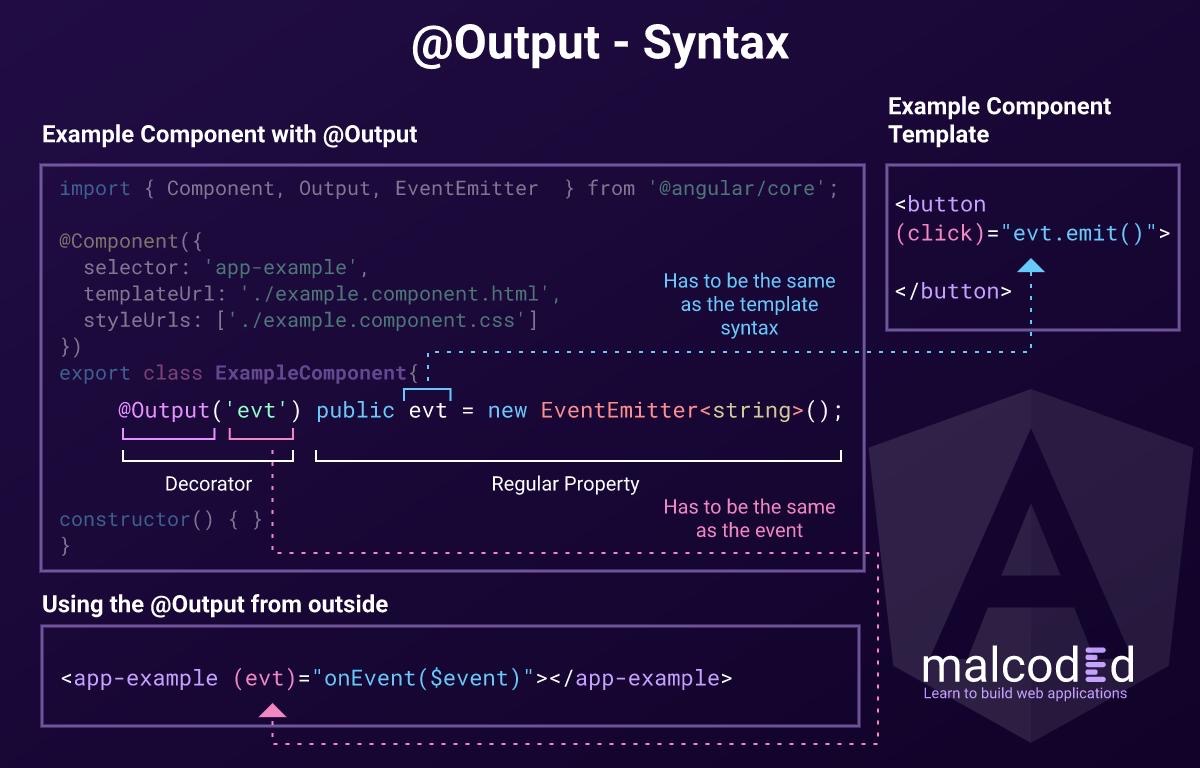 @Output - Syntax
Example Component with @Output
import { Component, Output, EventEmitter  } from '@angular/core';
@Component({
  selector: 'app-example',
  templateUrl: './example.component.html',
  styleUrls: ['./example.component.css']
})
export class ExampleComponent{
@Output('evt') public evt = new EventEmitter<string>();
Decorator
Regular Property
constructor() { }
}
Has to be the same
as the template
syntax
Has to be the same
as the event
Example Component
Template
<button
(click)="evt.emit()">
</button>
Using the @Output from outside
<app-example (evt)="onEvent($event)"></app-example>
malcoded
Learn to build web applications